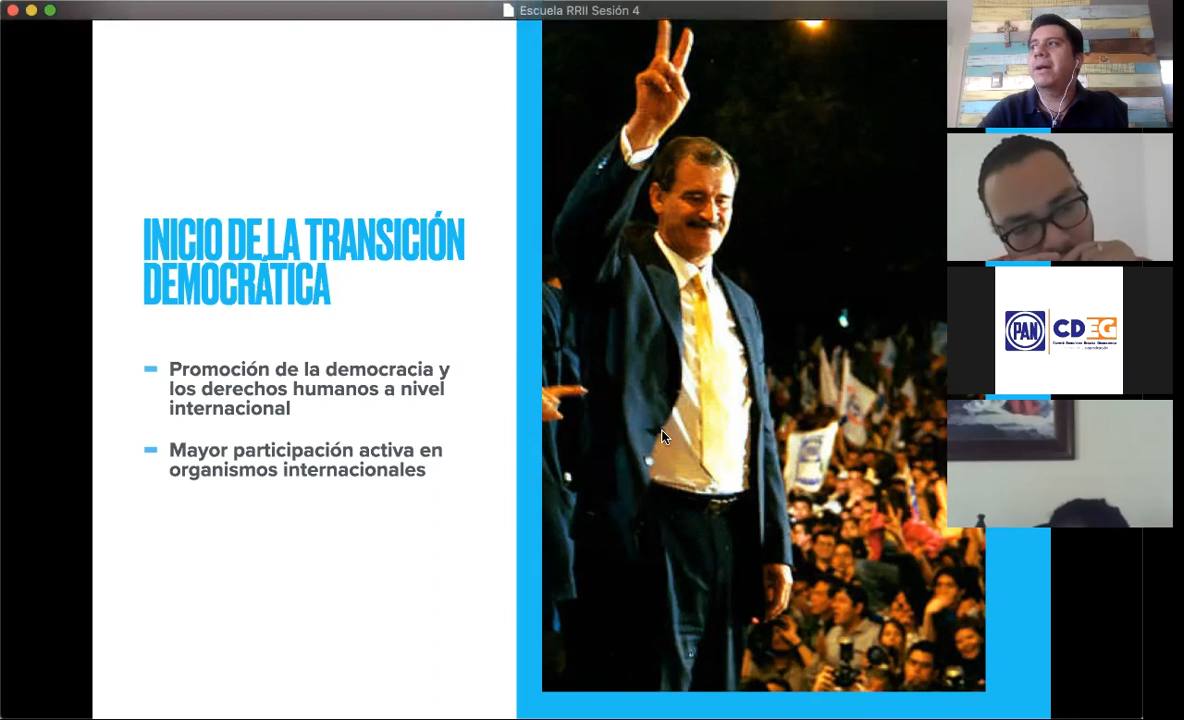 Escuela RRII Sesión 4
INICIO DE LA TRANSICIÓN
DEMOCRÁTICA
Promoción de la democracia y
los derechos humanos a nivel
internacional
Mayor participación activa en
organismos internacionales
PAN
CDEG